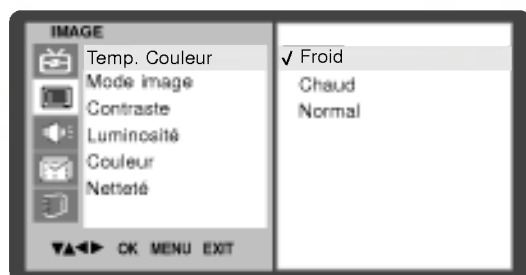 IMAGE
Temp. Couleur
Mode image
Contraste
Luminosité
Couleur
Netteté
▼▲◀▶ OK MENU EXIT
✓ Froid
Chaud
Normal